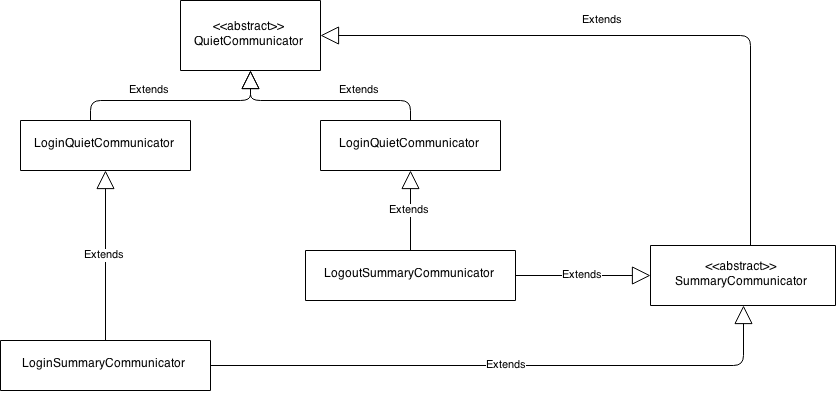 <<abstract>>
QuietCommunicator
Extends
Extends
Extends
LoginQuietCommunicator
LoginQuietCommunicator
Extends
Extends
<<abstract>>
SummaryCommunicator
LogoutSummaryCommunicator
Extends
LoginSummaryCommunicator
Extends